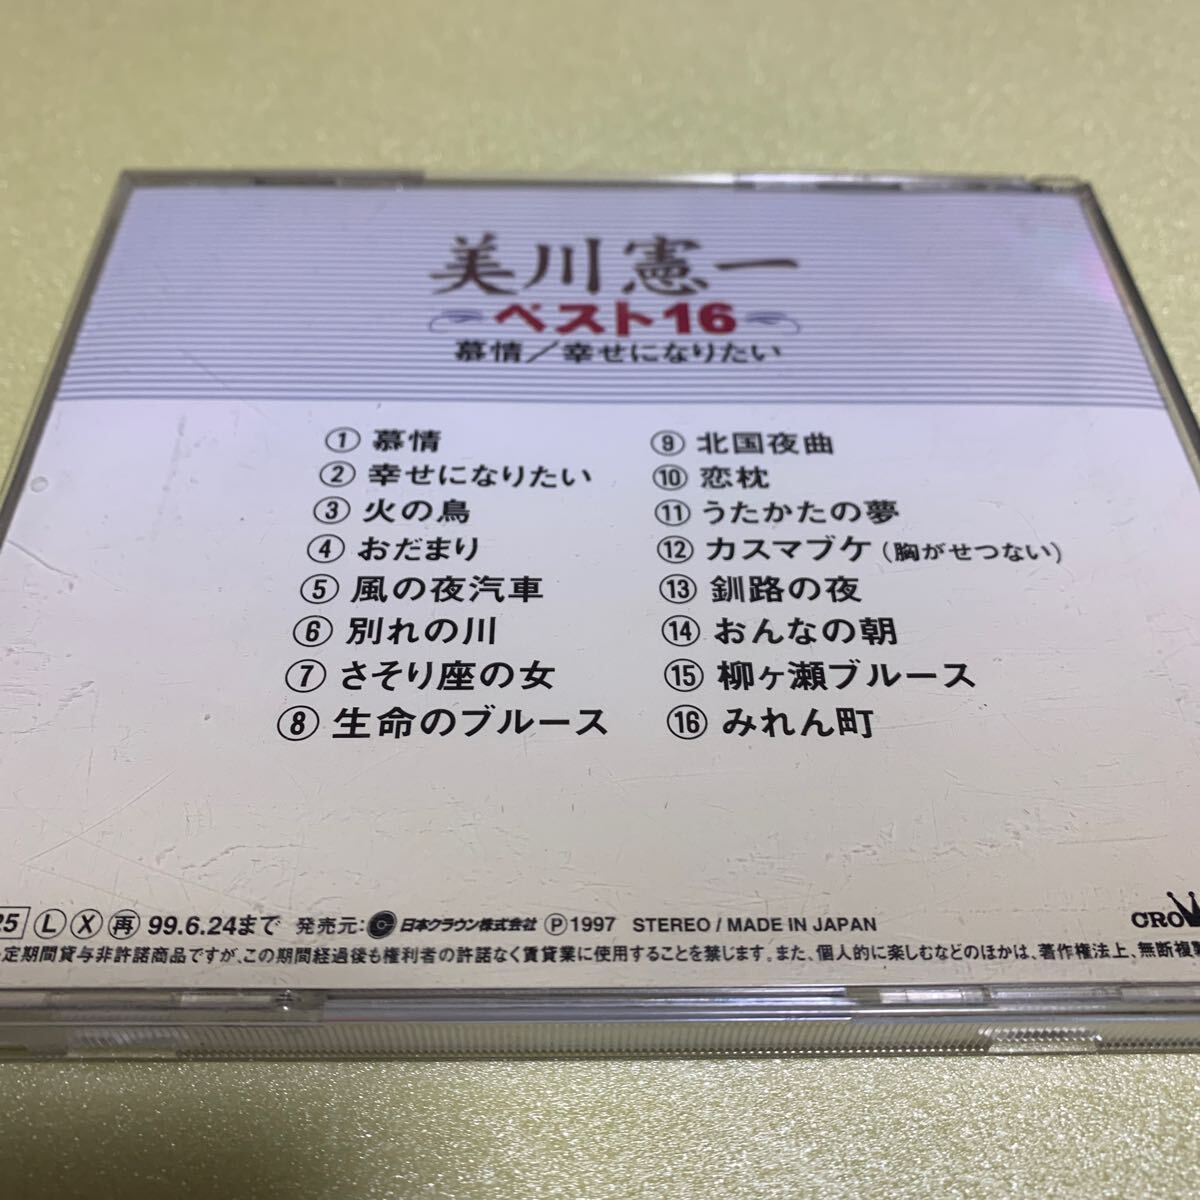 美川憲一
ベスト16
慕情／幸せになりたい
① 慕情
② 幸せになりたい
③ 火の鳥
④ おだまり
⑤ 風の夜汽車
⑥ 別れの川
⑦ さそり座の女
⑧ 生命のブルース
⑨ 北国夜曲
⑩ 恋枕
⑪ うたかたの夢
⑫ カスマプケ（胸がせつない）
⑬ 釧路の夜
⑭ おんなの朝
⑮ 柳ヶ瀬ブルース
⑯ みれん町
25 Ⓛ Ⓧ ㊢ 99.6.24まで 発売元：日本クラウン株式会社 Ⓟ1997 STEREO / MADE IN JAPAN
定期間貸与非許諾商品ですが、この期間経過後も権利者の許諾なく賃貸業に使用することを禁じます。また、個人的に楽しむなどのほかは、著作権法上、無断複製
CRO